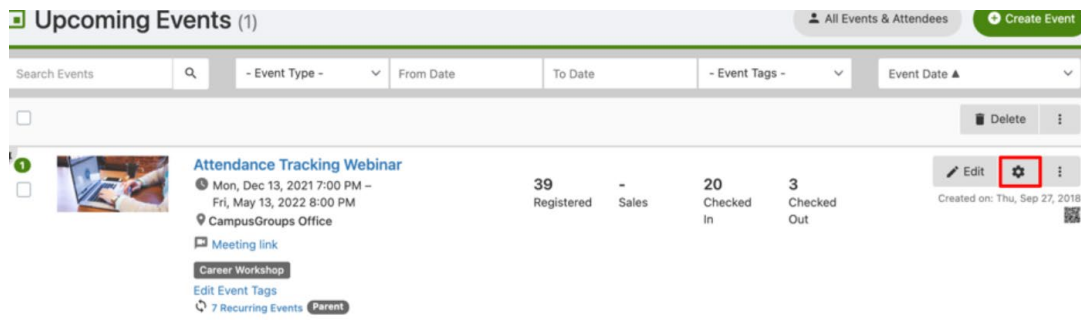 Upcoming Events (1)
All Events & Attendees
Create Event
Search Events
- Event Type -
From Date
To Date
- Event Tags -
Event Date ▲
Delete
1
Attendance Tracking Webinar
Edit
Mon, Dec 13, 2021 7:00 PM –
Fri, May 13, 2022 8:00 PM
39
Registered
-
Sales
20
Checked
In
3
Checked
Out
Created on: Thu, Sep 27, 2018
CampusGroups Office
Meeting link
Career Workshop
Edit Event Tags
7 Recurring Events Parent